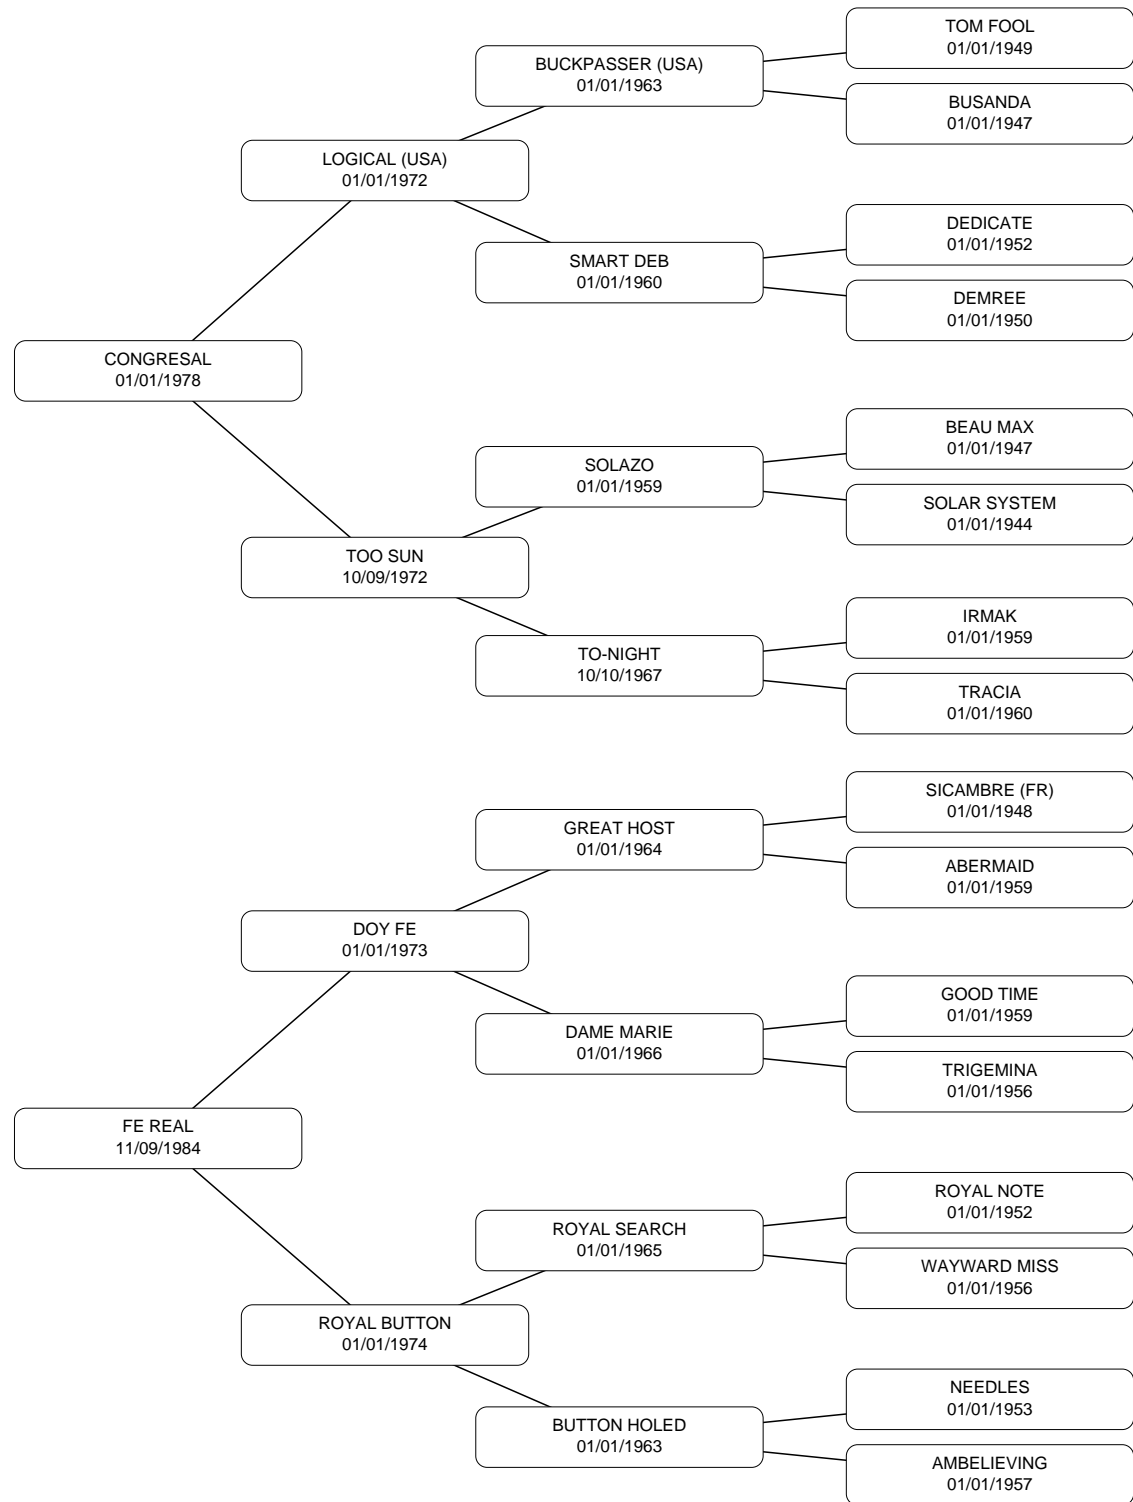 TOM FOOL
01/01/1949
BUCKPASSER (USA)
01/01/1963
BUSANDA
01/01/1947
LOGICAL (USA)
01/01/1972
DEDICATE
01/01/1952
SMART DEB
01/01/1960
DEMREE
01/01/1950
CONGRESAL
01/01/1978
BEAU MAX
01/01/1947
SOLAZO
01/01/1959
SOLAR SYSTEM
01/01/1944
TOO SUN
10/09/1972
IRMAK
01/01/1959
TO-NIGHT
10/10/1967
TRACIA
01/01/1960
SICAMBRE (FR)
01/01/1948
GREAT HOST
01/01/1964
ABERMAID
01/01/1959
DOY FE
01/01/1973
GOOD TIME
01/01/1959
DAME MARIE
01/01/1966
TRIGEMINA
01/01/1956
FE REAL
11/09/1984
ROYAL NOTE
01/01/1952
ROYAL SEARCH
01/01/1965
WAYWARD MISS
01/01/1956
ROYAL BUTTON
01/01/1974
NEEDLES
01/01/1953
BUTTON HOLED
01/01/1963
AMBELIEVING
01/01/1957